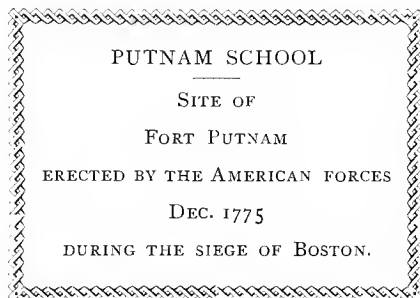 PUTNAM SCHOOL
SITE OF
FORT PUTNAM
ERECTED BY THE AMERICAN FORCES
DEC. 1775
DURING THE SIEGE OF BOSTON.